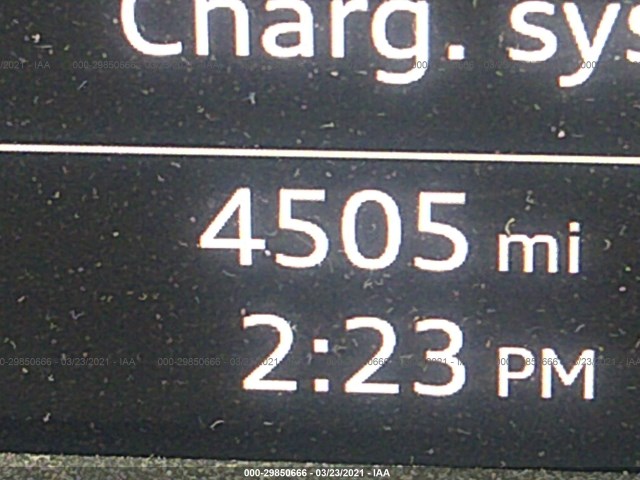 Charg. sys
4505 mi
2:23 PM
000-29850666 - 03/23/2021 - IAA